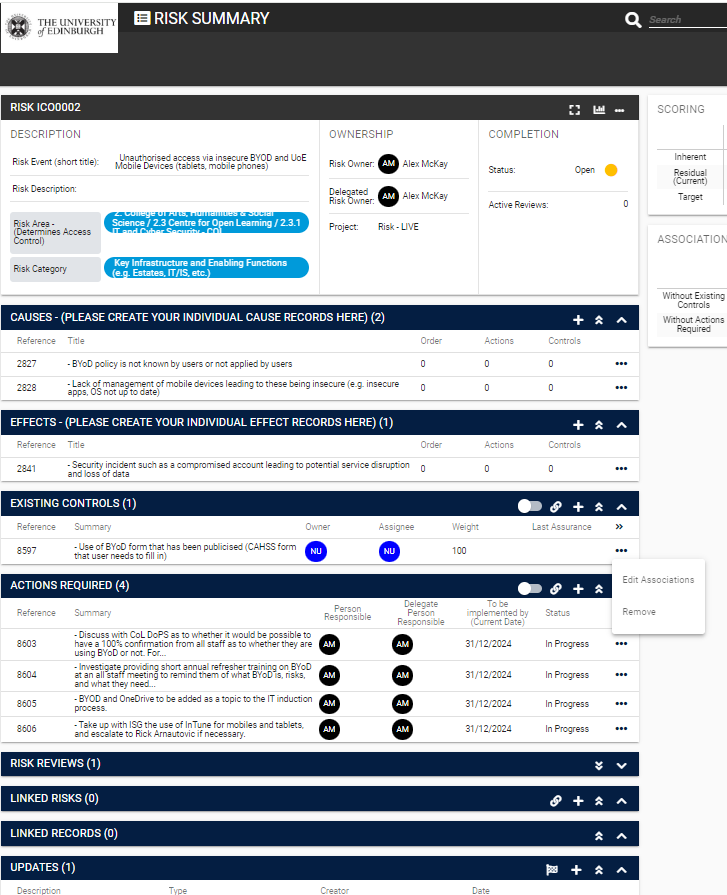 THE UNIVERSITY
of EDINBURGH
RISK SUMMARY
Search
RISK ICO0002
DESCRIPTION
Risk Event (short title):
Unauthorised access via insecure BYOD and UoE
Mobile Devices (tablets, mobile phones)
Risk Description:
Risk Area -
(Determines Access
Control)
2. College of Arts, Humanities & Social
Science / 2.3 Centre for Open Learning / 2.3.1
IT and Cyber Security - COL
Risk Category
Key Infrastructure and Enabling Functions
(e.g. Estates, IT/IS, etc.)
OWNERSHIP
Risk Owner: AM Alex McKay
Delegated
Risk Owner: AM Alex McKay
Project: Risk - LIVE
COMPLETION
Status: Open
Active Reviews: 0
SCORING
Inherent
Residual
(Current)
Target
ASSOCIATION
Without Existing
Controls
Without Actions
Required
CAUSES - (PLEASE CREATE YOUR INDIVIDUAL CAUSE RECORDS HERE) (2)
Reference Title Order Actions Controls
2827 - BYoD policy is not known by users or not applied by users 0 0 0
2828 - Lack of management of mobile devices leading to these being insecure (e.g. insecure
apps, OS not up to date) 0 0 0
EFFECTS - (PLEASE CREATE YOUR INDIVIDUAL EFFECT RECORDS HERE) (1)
Reference Title Order Actions Controls
2841 - Security incident such as a compromised account leading to potential service disruption
and loss of data 0 0 0
EXISTING CONTROLS (1)
Reference Summary Owner Assignee Weight Last Assurance
8597 - Use of BYoD form that has been publicised (CAHSS form
that user needs to fill in) NU NU 100
Edit Associations
Remove
ACTIONS REQUIRED (4)
Reference Summary Person
Responsible Delegate
Person
Responsible To be
implemented by
(Current Date) Status
8603 - Discuss with CoL DoPS as to whether it would be possible to
have a 100% confirmation from all staff as to whether they are
using BYoD or not. For... AM AM 31/12/2024 In Progress
8604 - Investigate providing short annual refresher training on BYoD
at an all staff meeting to remind them of what BYoD is, risks,
and what they need... AM AM 31/12/2024 In Progress
8605 - BYOD and OneDrive to be added as a topic to the IT induction
process. AM AM 31/12/2024 In Progress
8606 - Take up with ISG the use of InTune for mobiles and tablets,
and escalate to Rick Arnautovic if necessary. AM AM 31/12/2024 In Progress
RISK REVIEWS (1)
LINKED RISKS (0)
LINKED RECORDS (0)
UPDATES (1)
Description Type Creator Date